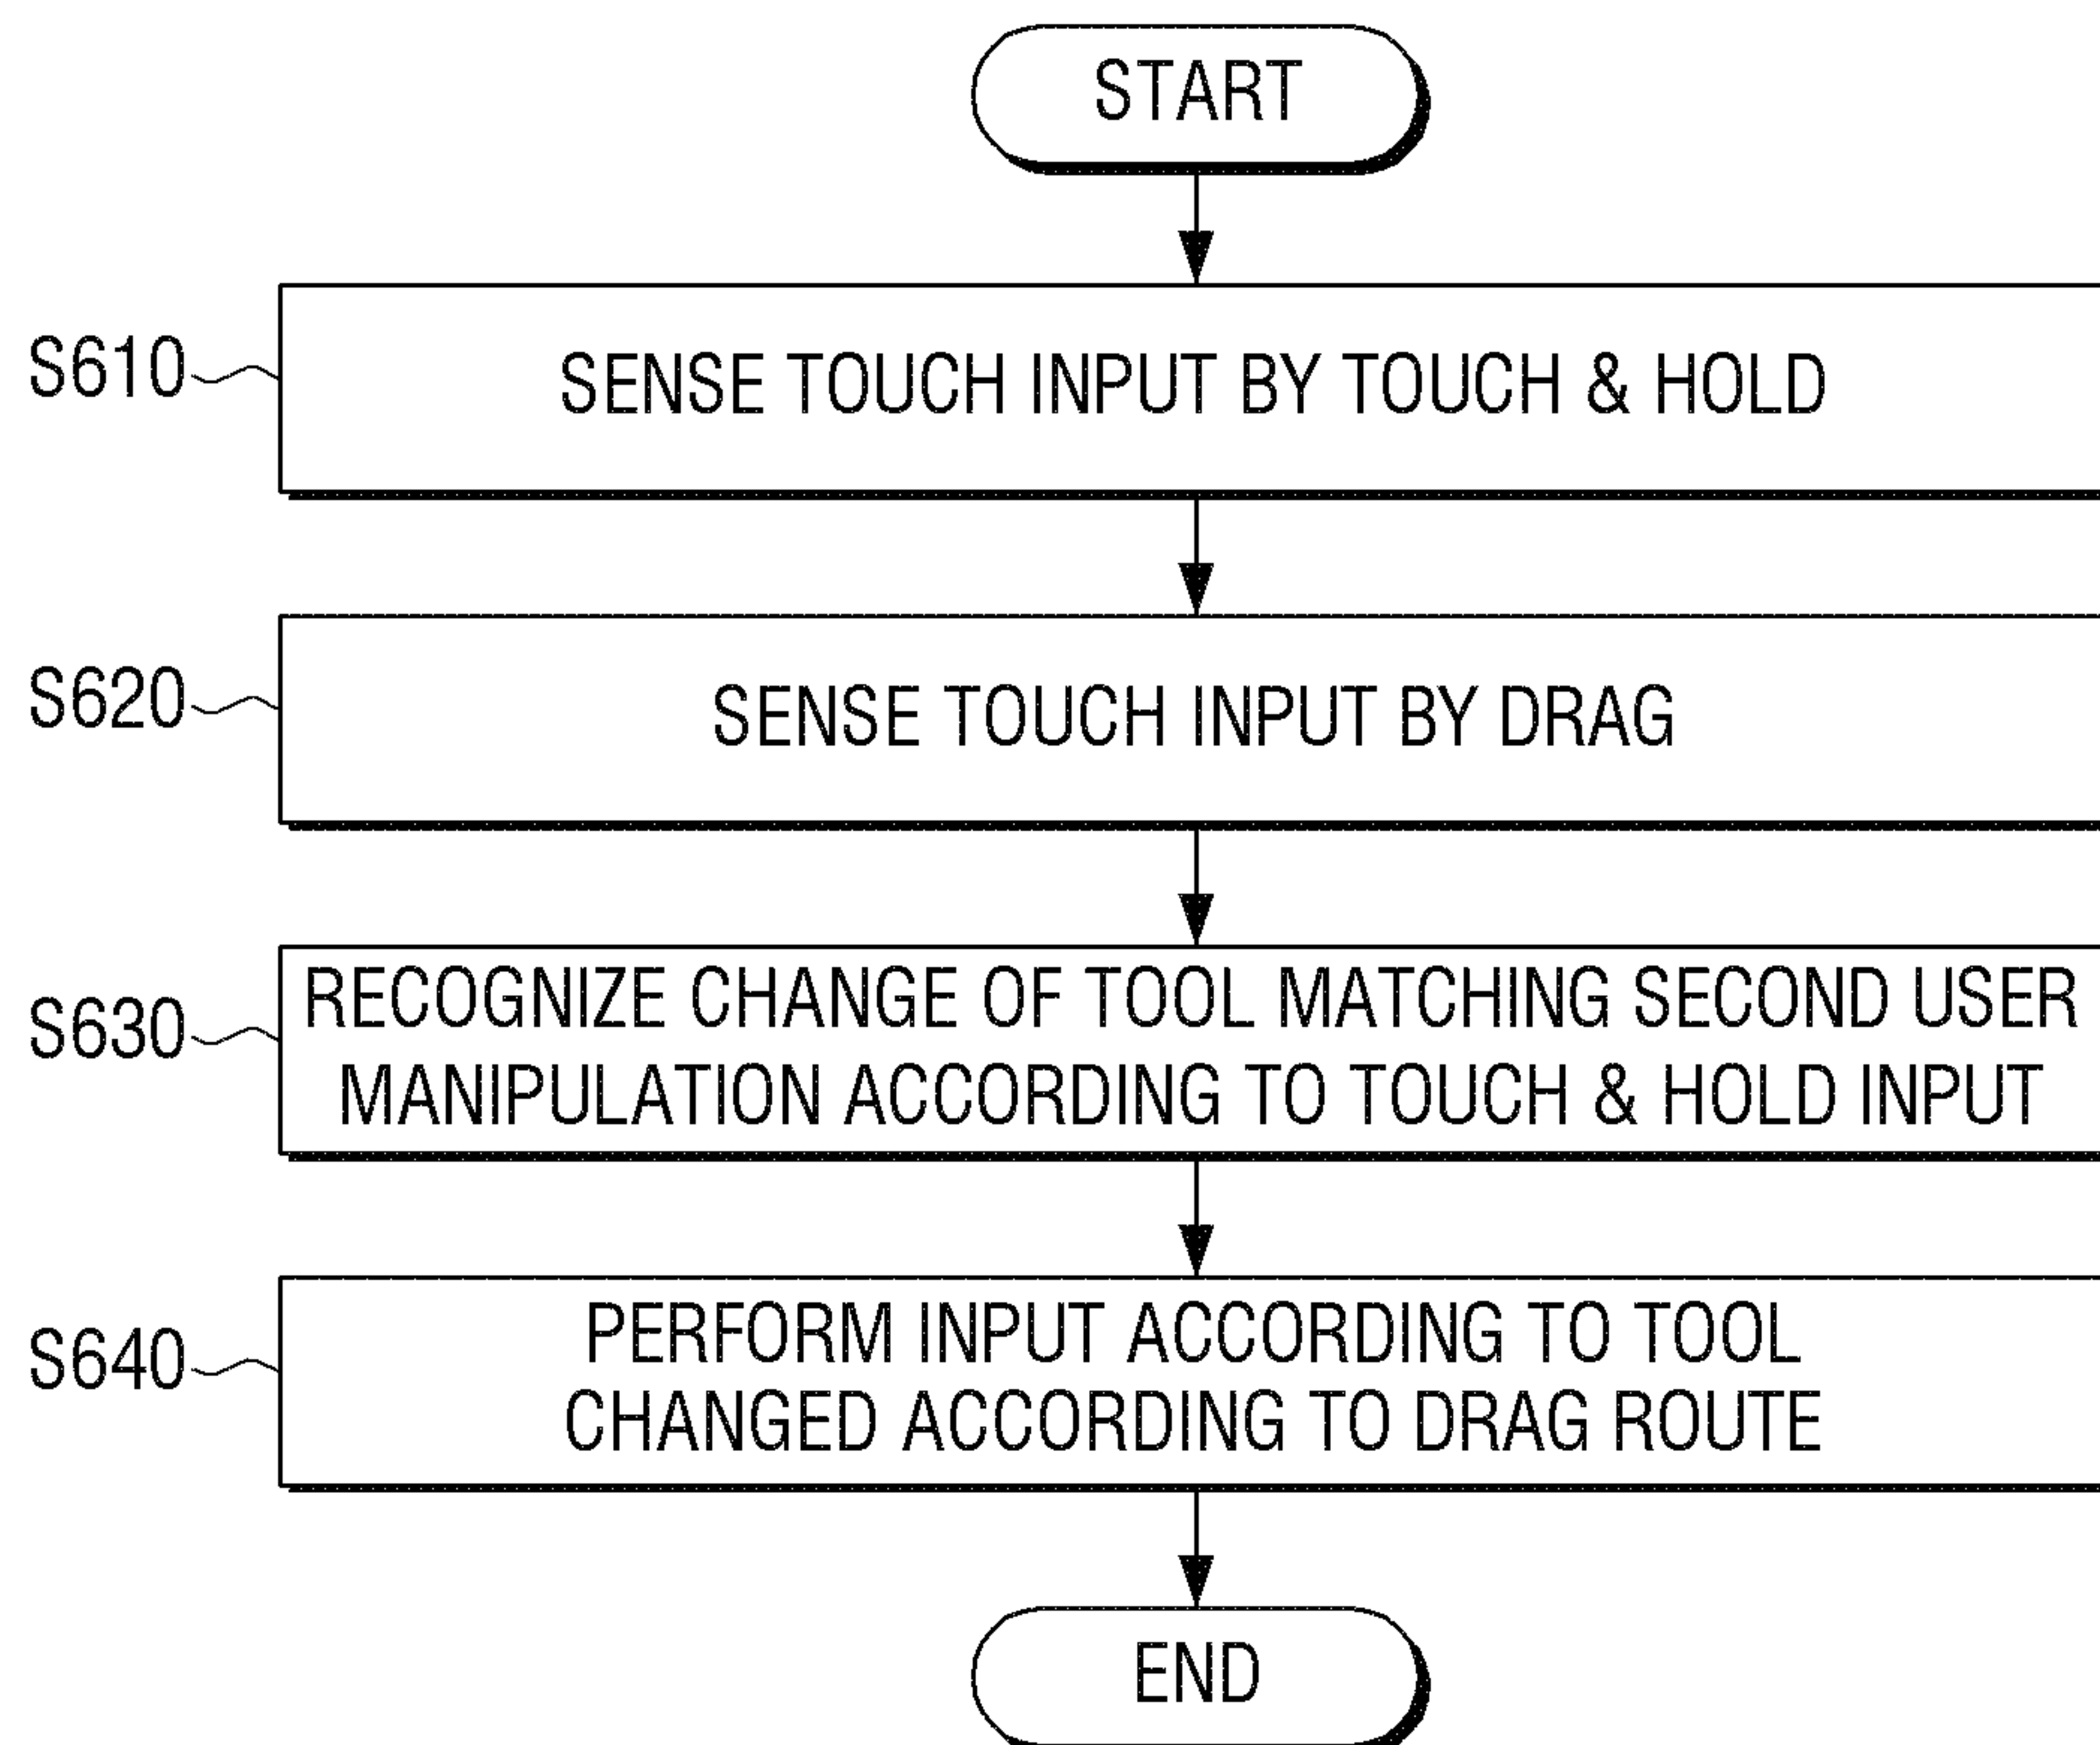 START
S610
SENSE TOUCH INPUT BY TOUCH & HOLD
S620
SENSE TOUCH INPUT BY DRAG
S630
RECOGNIZE CHANGE OF TOOL MATCHING SECOND USER
MANIPULATION ACCORDING TO TOUCH & HOLD INPUT
S640
PERFORM INPUT ACCORDING TO TOOL
CHANGED ACCORDING TO DRAG ROUTE
END